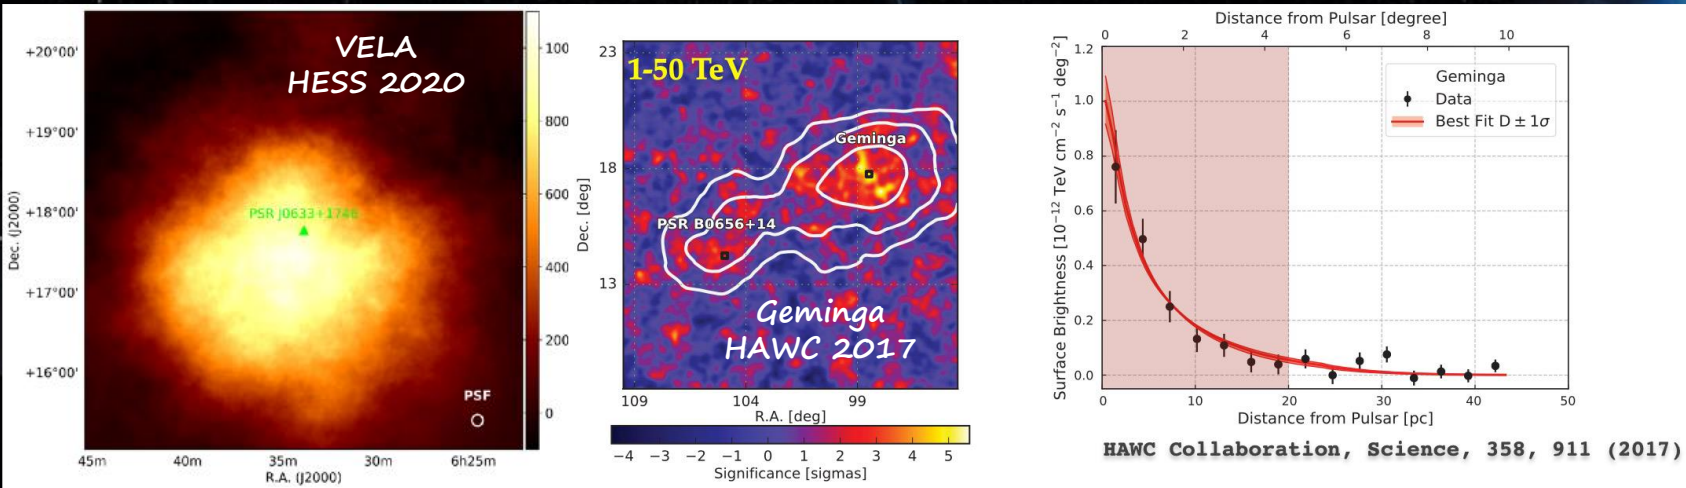 VELA
HESS 2020
+20°00'
+19°00'
+18°00'
+17°00'
+16°00'
Dec. (J2000)
PSR J0633+1746
PSF
45m 40m 35m 30m 6h25m
R.A. (J2000)
100
800
600
400
200
0
1-50 TeV
23
18
13
Dec. [deg]
Geminga
PSR B0656+14
Geminga
HAWC 2017
109 104 99
R.A. [deg]
−4 −3 −2 −1 0 1 2 3 4 5
Significance [sigmas]
Distance from Pulsar [degree]
0 2 4 6 8 10
1.2
1.0
0.8
0.6
0.4
0.2
0.0
Surface Brightness [10⁻¹² TeV cm⁻² s⁻¹ deg⁻²]
Geminga
Data
Best Fit D ± 1σ
0 10 20 30 40 50
Distance from Pulsar [pc]
HAWC Collaboration, Science, 358, 911 (2017)